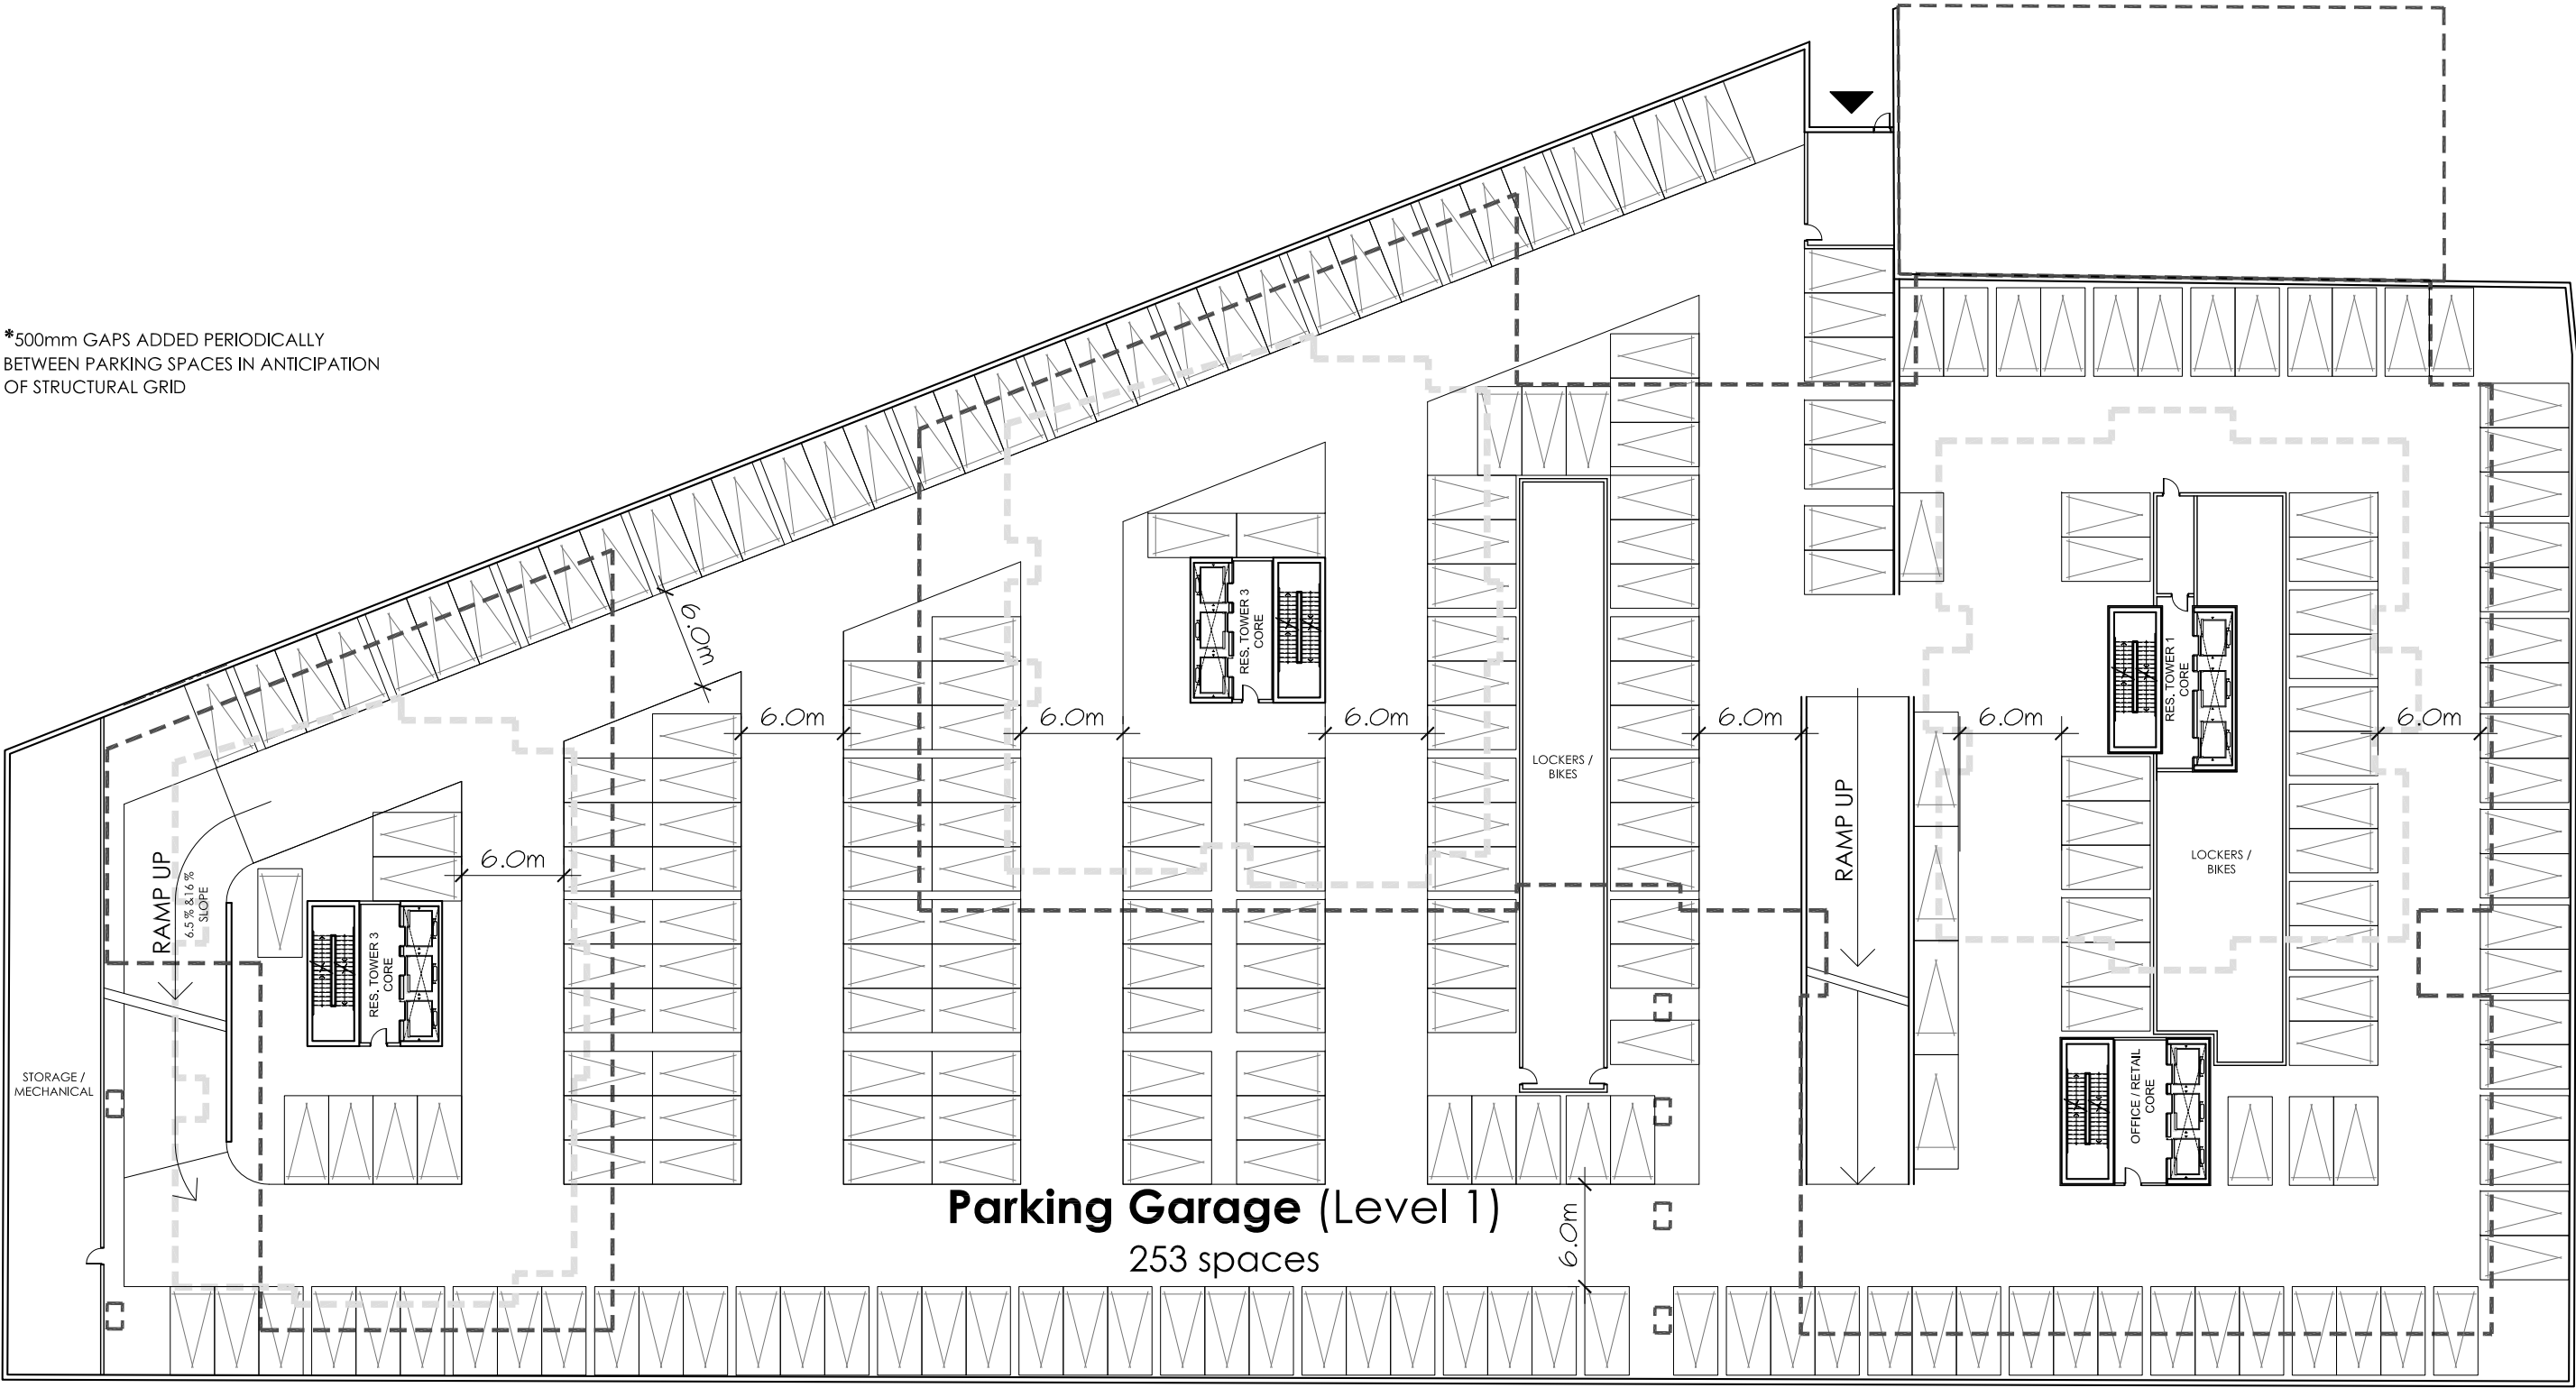 *500mm GAPS ADDED PERIODICALLY
BETWEEN PARKING SPACES IN ANTICIPATION
OF STRUCTURAL GRID
6.0m
RES. TOWER 3
CORE
6.0m
6.0m
6.0m
6.0m
6.0m
6.0m
RES. TOWER 1
CORE
LOCKERS /
BIKES
RAMP UP
6.0m
LOCKERS /
BIKES
RAMP UP
6.5% & 16%
SLOPE
RES. TOWER 3
CORE
STORAGE /
MECHANICAL
OFFICE / RETAIL
CORE
Parking Garage (Level 1)
253 spaces
6.0m